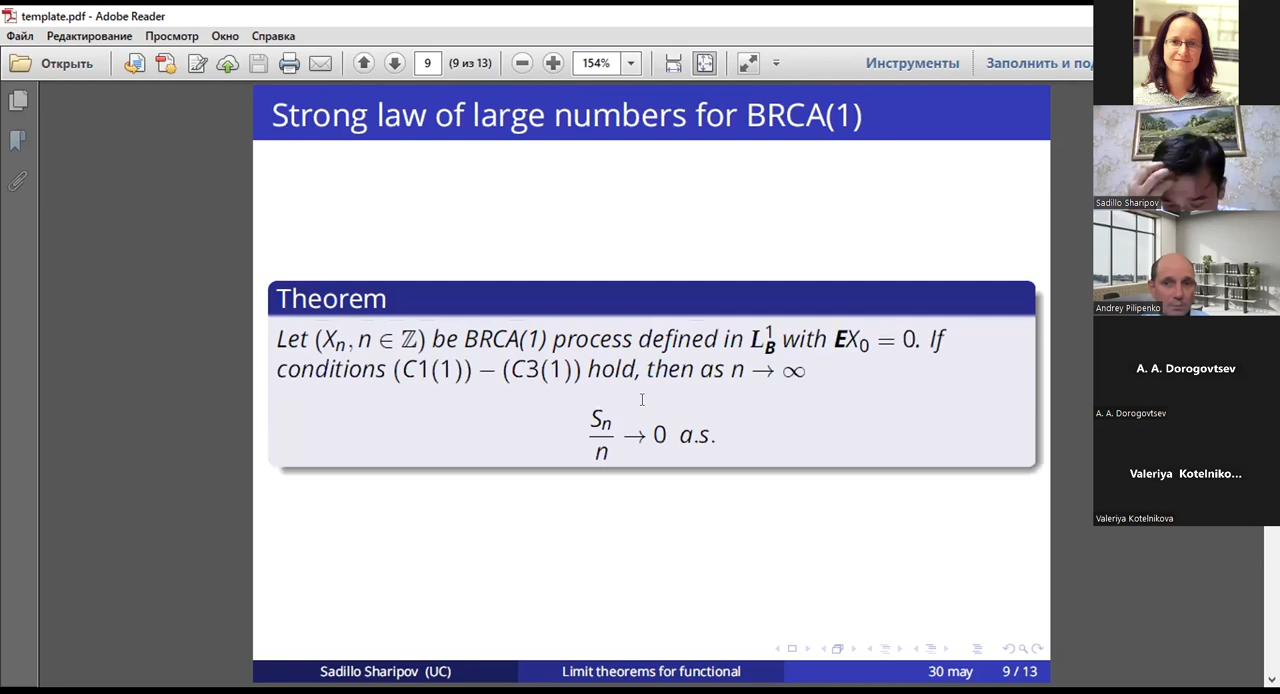 template.pdf - Adobe Reader
Файл Редактирование Просмотр Окно Справка
Открыть 9 (9 из 13) 154% Инструменты Заполнить и под
Strong law of large numbers for BRCA(1)
Theorem
Let (Xₙ, n ∈ ℤ) be BRCA(1) process defined in L¹_B with EX₀ = 0. If
conditions (C1(1)) − (C3(1)) hold, then as n → ∞
Sₙ/n → 0 a.s.
Sadillo Sharipov (UC) Limit theorems for functional 30 may 9 / 13
Sadillo Sharipov
Andrey Pilipenko
A. A. Dorogovtsev
A. A. Dorogovtsev
Valeriya Kotelniko...
Valeriya Kotelnikova